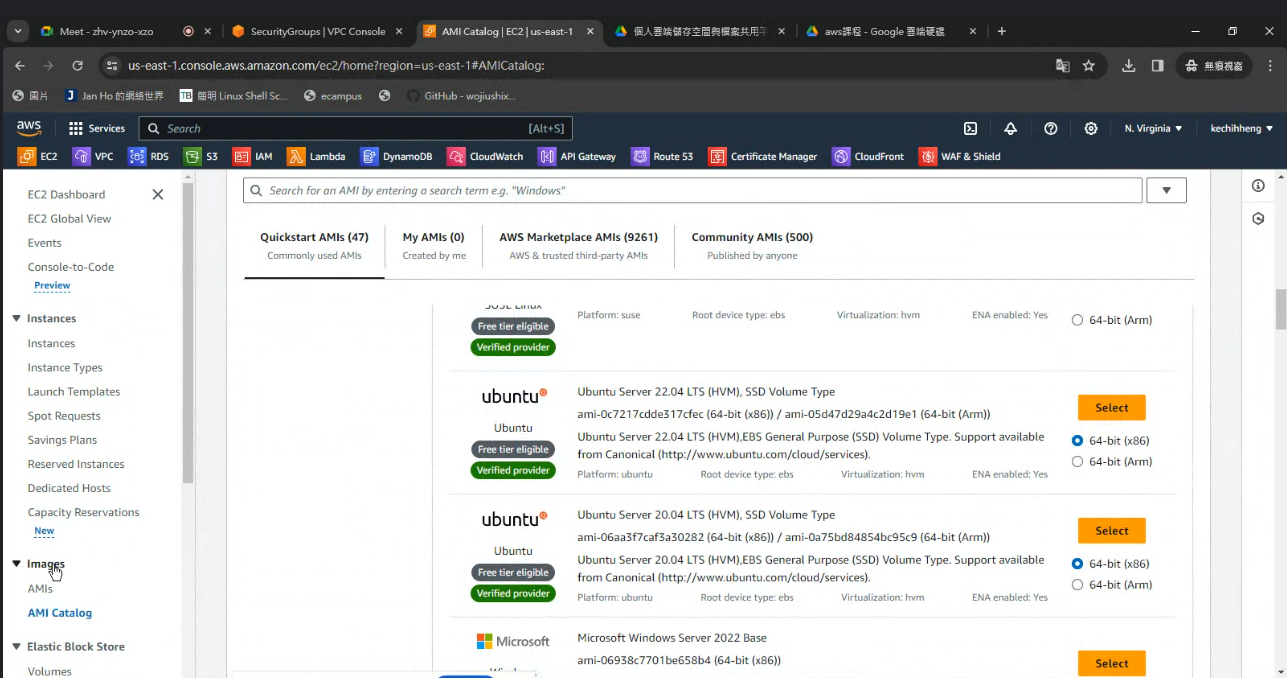 Meet - zhv-ynzo-xzo
SecurityGroups | VPC Console
AMI Catalog | EC2 | us-east-1
個人雲端儲存空間與檔案共用平
aws課程 - Google 雲端硬碟
us-east-1.console.aws.amazon.com/ec2/home?region=us-east-1#AMICatalog:
無痕視窗
圖片
Jan Ho 的網絡世界
簡明 Linux Shell Sc...
ecampus
GitHub - wojiushix...
aws
Services
Search
[Alt+S]
N. Virginia
kechihheng
EC2
VPC
RDS
S3
IAM
Lambda
DynamoDB
CloudWatch
API Gateway
Route 53
Certificate Manager
CloudFront
WAF & Shield
EC2 Dashboard
EC2 Global View
Events
Console-to-Code
Preview
Instances
Instances
Instance Types
Launch Templates
Spot Requests
Savings Plans
Reserved Instances
Dedicated Hosts
Capacity Reservations
New
Images
AMIs
AMI Catalog
Elastic Block Store
Volumes
Search for an AMI by entering a search term e.g. "Windows"
Quickstart AMIs (47)
Commonly used AMIs
My AMIs (0)
Created by me
AWS Marketplace AMIs (9261)
AWS & trusted third-party AMIs
Community AMIs (500)
Published by anyone
SUSE Linux
Free tier eligible
Verified provider
Platform: suse
Root device type: ebs
Virtualization: hvm
ENA enabled: Yes
64-bit (Arm)
ubuntu
Ubuntu
Free tier eligible
Verified provider
Ubuntu Server 22.04 LTS (HVM), SSD Volume Type
ami-0c7217cdde317cfec (64-bit (x86)) / ami-05d47d29a4c2d19e1 (64-bit (Arm))
Ubuntu Server 22.04 LTS (HVM),EBS General Purpose (SSD) Volume Type. Support available
from Canonical (http://www.ubuntu.com/cloud/services).
Platform: ubuntu
Root device type: ebs
Virtualization: hvm
ENA enabled: Yes
Select
64-bit (x86)
64-bit (Arm)
ubuntu
Ubuntu
Free tier eligible
Verified provider
Ubuntu Server 20.04 LTS (HVM), SSD Volume Type
ami-06aa3f7caf3a30282 (64-bit (x86)) / ami-0a75bd84854bc95c9 (64-bit (Arm))
Ubuntu Server 20.04 LTS (HVM),EBS General Purpose (SSD) Volume Type. Support available
from Canonical (http://www.ubuntu.com/cloud/services).
Platform: ubuntu
Root device type: ebs
Virtualization: hvm
ENA enabled: Yes
Select
64-bit (x86)
64-bit (Arm)
Microsoft
Windows
Microsoft Windows Server 2022 Base
ami-06938c7701be658b4 (64-bit (x86))
Select